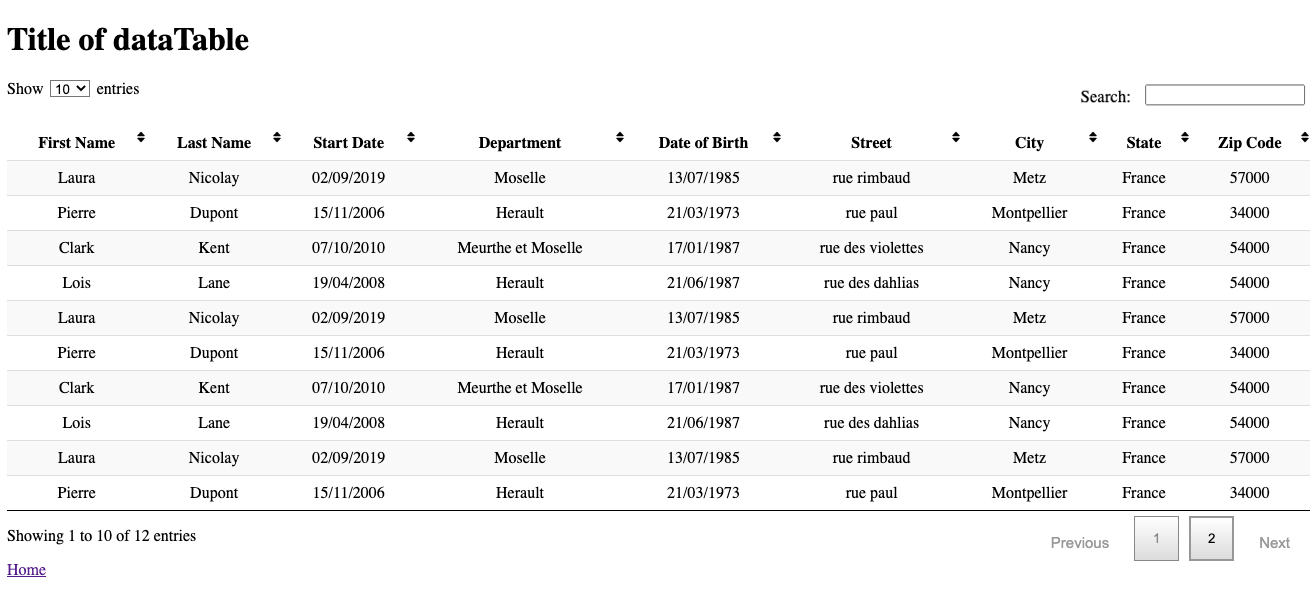 Title of dataTable
Show 10 entries
Search:
First Name Last Name Start Date Department Date of Birth Street City State Zip Code
Laura Nicolay 02/09/2019 Moselle 13/07/1985 rue rimbaud Metz France 57000
Pierre Dupont 15/11/2006 Herault 21/03/1973 rue paul Montpellier France 34000
Clark Kent 07/10/2010 Meurthe et Moselle 17/01/1987 rue des violettes Nancy France 54000
Lois Lane 19/04/2008 Herault 21/06/1987 rue des dahlias Nancy France 54000
Laura Nicolay 02/09/2019 Moselle 13/07/1985 rue rimbaud Metz France 57000
Pierre Dupont 15/11/2006 Herault 21/03/1973 rue paul Montpellier France 34000
Clark Kent 07/10/2010 Meurthe et Moselle 17/01/1987 rue des violettes Nancy France 54000
Lois Lane 19/04/2008 Herault 21/06/1987 rue des dahlias Nancy France 54000
Laura Nicolay 02/09/2019 Moselle 13/07/1985 rue rimbaud Metz France 57000
Pierre Dupont 15/11/2006 Herault 21/03/1973 rue paul Montpellier France 34000
Showing 1 to 10 of 12 entries
Previous 1 2 Next
Home